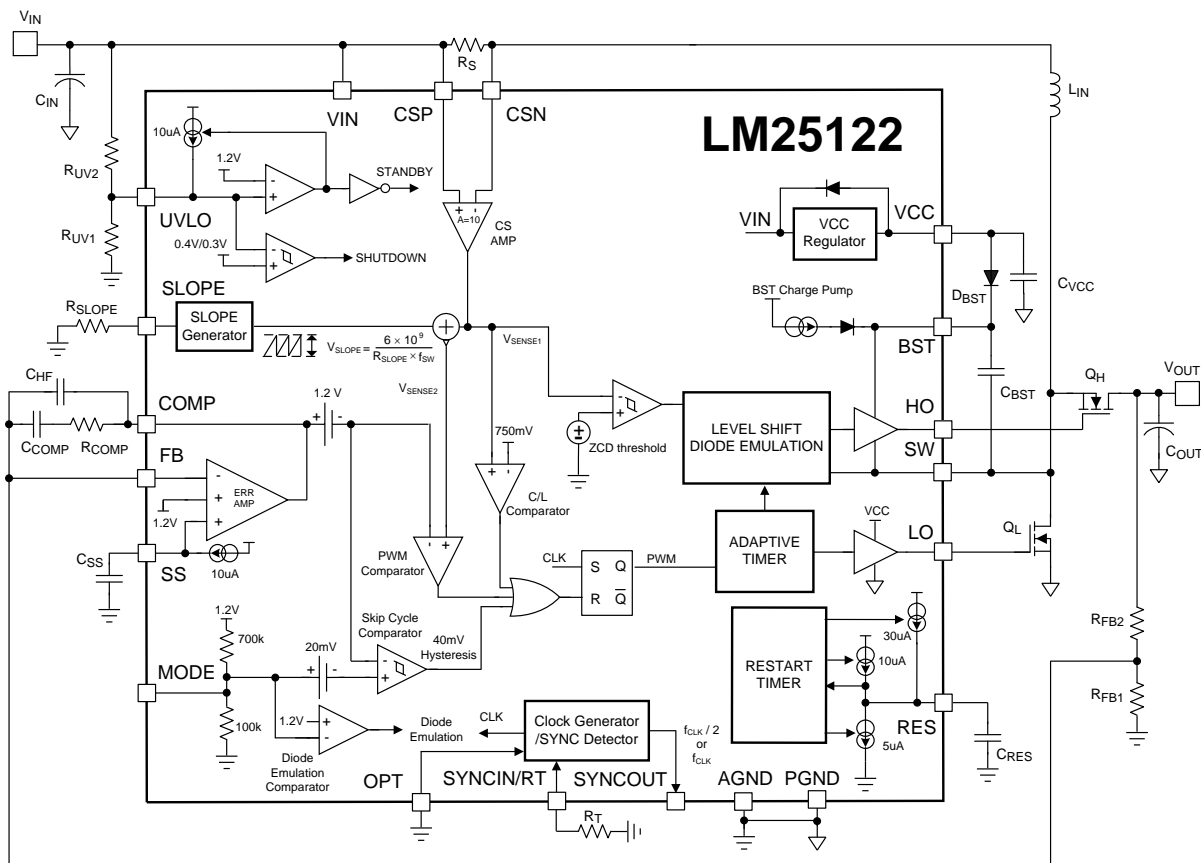 VIN
CIN
RS
LIN
LM25122
VIN
CSP
CSN
10uA
1.2V
STANDBY
RUV2
UVLO
RUV1
0.4V/0.3V
SHUTDOWN
+ -
A=10
CS
AMP
VIN
VCC
Regulator
VCC
DBST
CVCC
BST Charge Pump
BST
CBST
SLOPE
RSLOPE
SLOPE
Generator
VSLOPE = 6 × 10^9 / RSLOPE × fSW
VSENSE1
VSENSE2
CHF
CCOMP
RCOMP
COMP
1.2 V
+ -
FB
ERR
AMP
1.2V
CSS
SS
10uA
750mV
C/L
Comparator
ZCD threshold
LEVEL SHIFT
DIODE EMULATION
HO
SW
QH
VOUT
COUT
PWM
Comparator
CLK
S Q
R Q̅
PWM
ADAPTIVE
TIMER
VCC
LO
QL
1.2V
700k
20mV
+ -
Skip Cycle
Comparator
40mV
Hysteresis
MODE
100k
1.2V
Diode
Emulation
Comparator
Diode
Emulation
CLK
Clock Generator
/SYNC Detector
fCLK / 2
or
fCLK
RESTART
TIMER
30uA
10uA
5uA
RES
CRES
RFB2
RFB1
OPT
SYNCIN/RT
SYNCOUT
AGND
PGND
RT